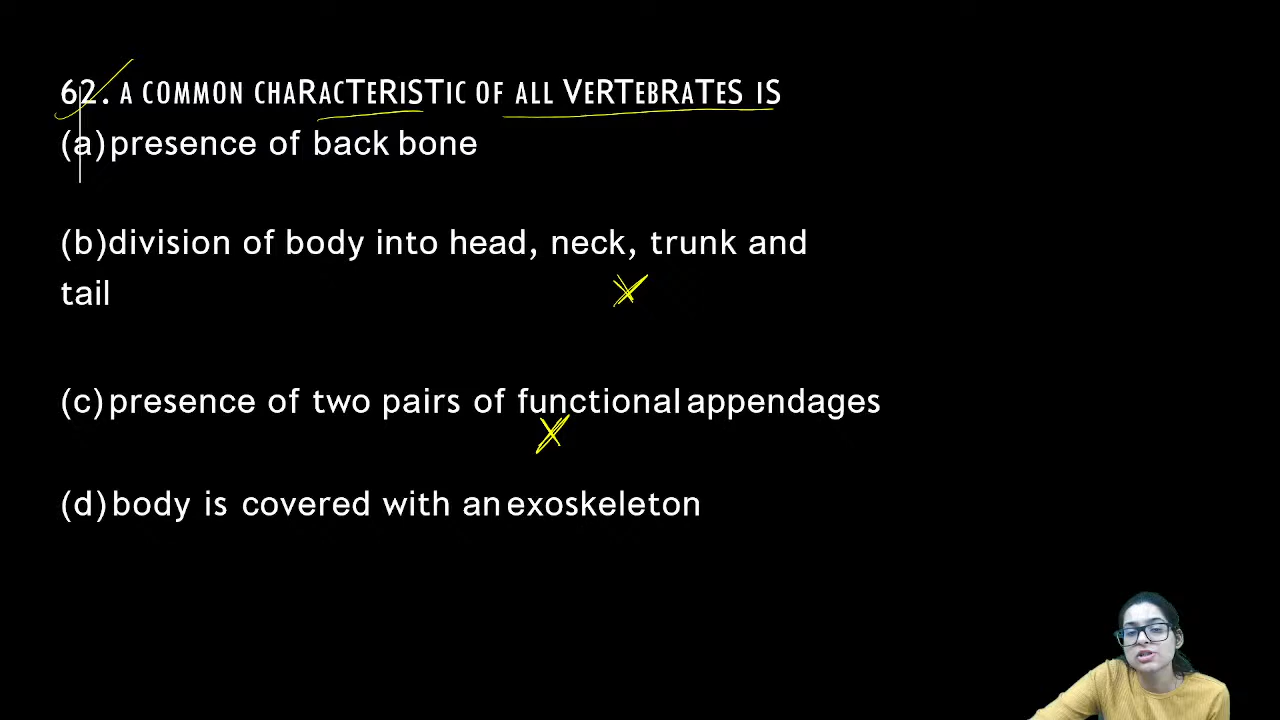 62. A COMMON CHARACTERISTIC OF ALL VERTEBRATES IS
(a) presence of back bone
(b) division of body into head, neck, trunk and
tail
(c) presence of two pairs of functional appendages
(d) body is covered with an exoskeleton